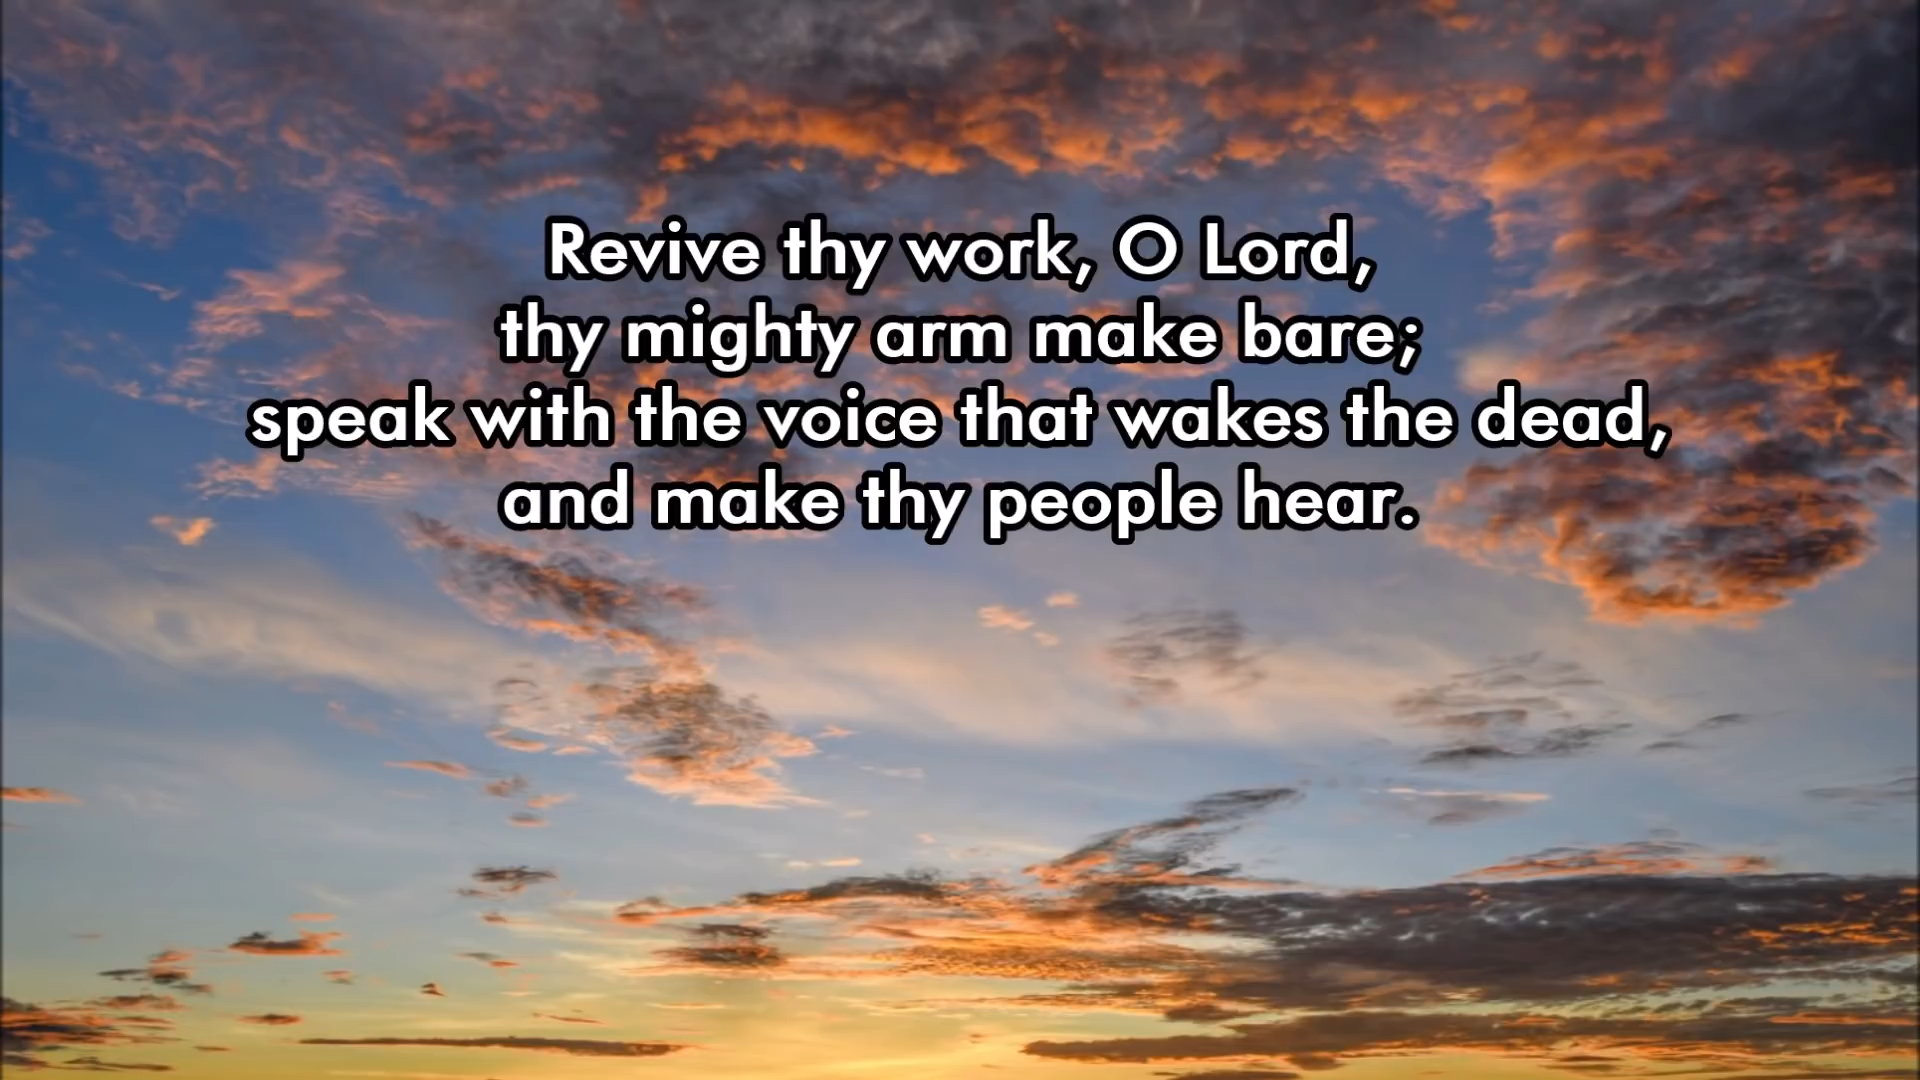 Revive thy work, O Lord,
thy mighty arm make bare;
speak with the voice that wakes the dead,
and make thy people hear.